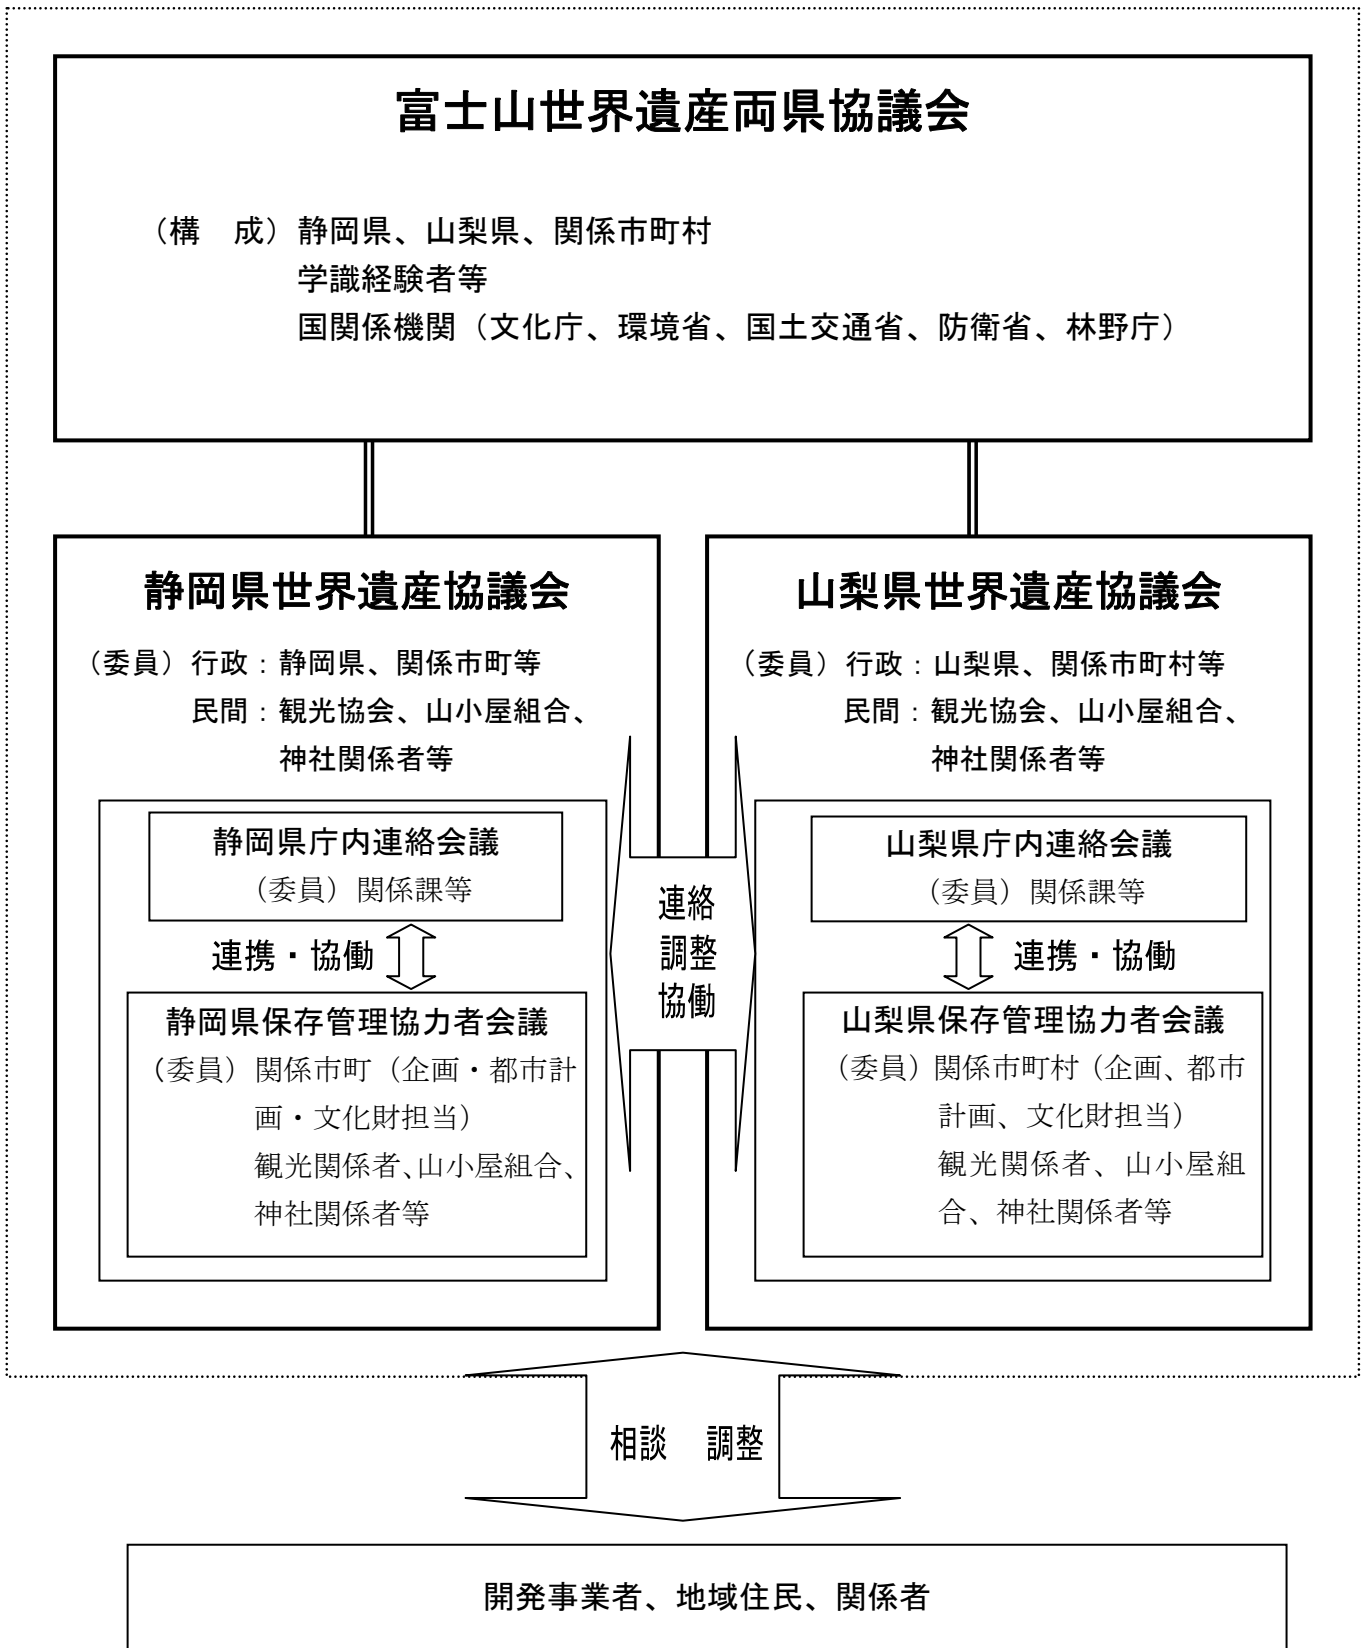 富士山世界遺産両県協議会
（構　成）静岡県、山梨県、関係市町村
学識経験者等
国関係機関（文化庁、環境省、国土交通省、防衛省、林野庁）
静岡県世界遺産協議会
（委員）行政：静岡県、関係市町等
民間：観光協会、山小屋組合、
神社関係者等
静岡県庁内連絡会議
（委員）関係課等
連携・協働
静岡県保存管理協力者会議
（委員）関係市町（企画・都市計
画・文化財担当）
観光関係者、山小屋組合、
神社関係者等
連絡
調整
協働
山梨県世界遺産協議会
（委員）行政：山梨県、関係市町村等
民間：観光協会、山小屋組合、
神社関係者等
山梨県庁内連絡会議
（委員）関係課等
連携・協働
山梨県保存管理協力者会議
（委員）関係市町村（企画、都市
計画、文化財担当）
観光関係者、山小屋組
合、神社関係者等
相談　調整
開発事業者、地域住民、関係者